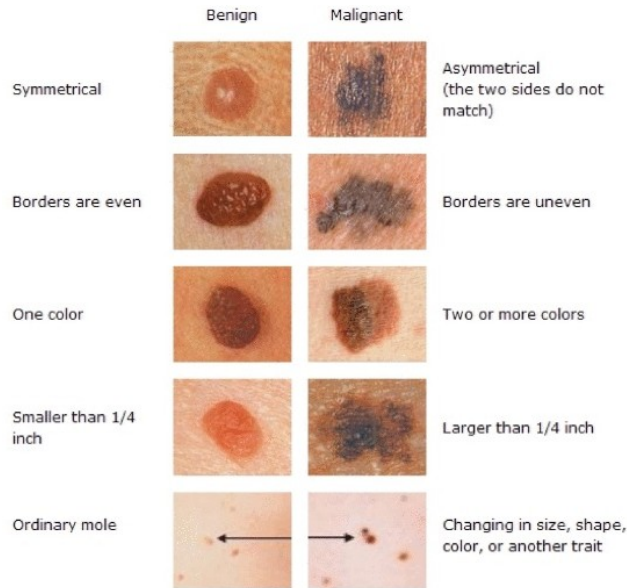 Benign Malignant
Symmetrical
Asymmetrical
(the two sides do not
match)
Borders are even
Borders are uneven
One color
Two or more colors
Smaller than 1/4
inch
Larger than 1/4 inch
Ordinary mole
Changing in size, shape,
color, or another trait